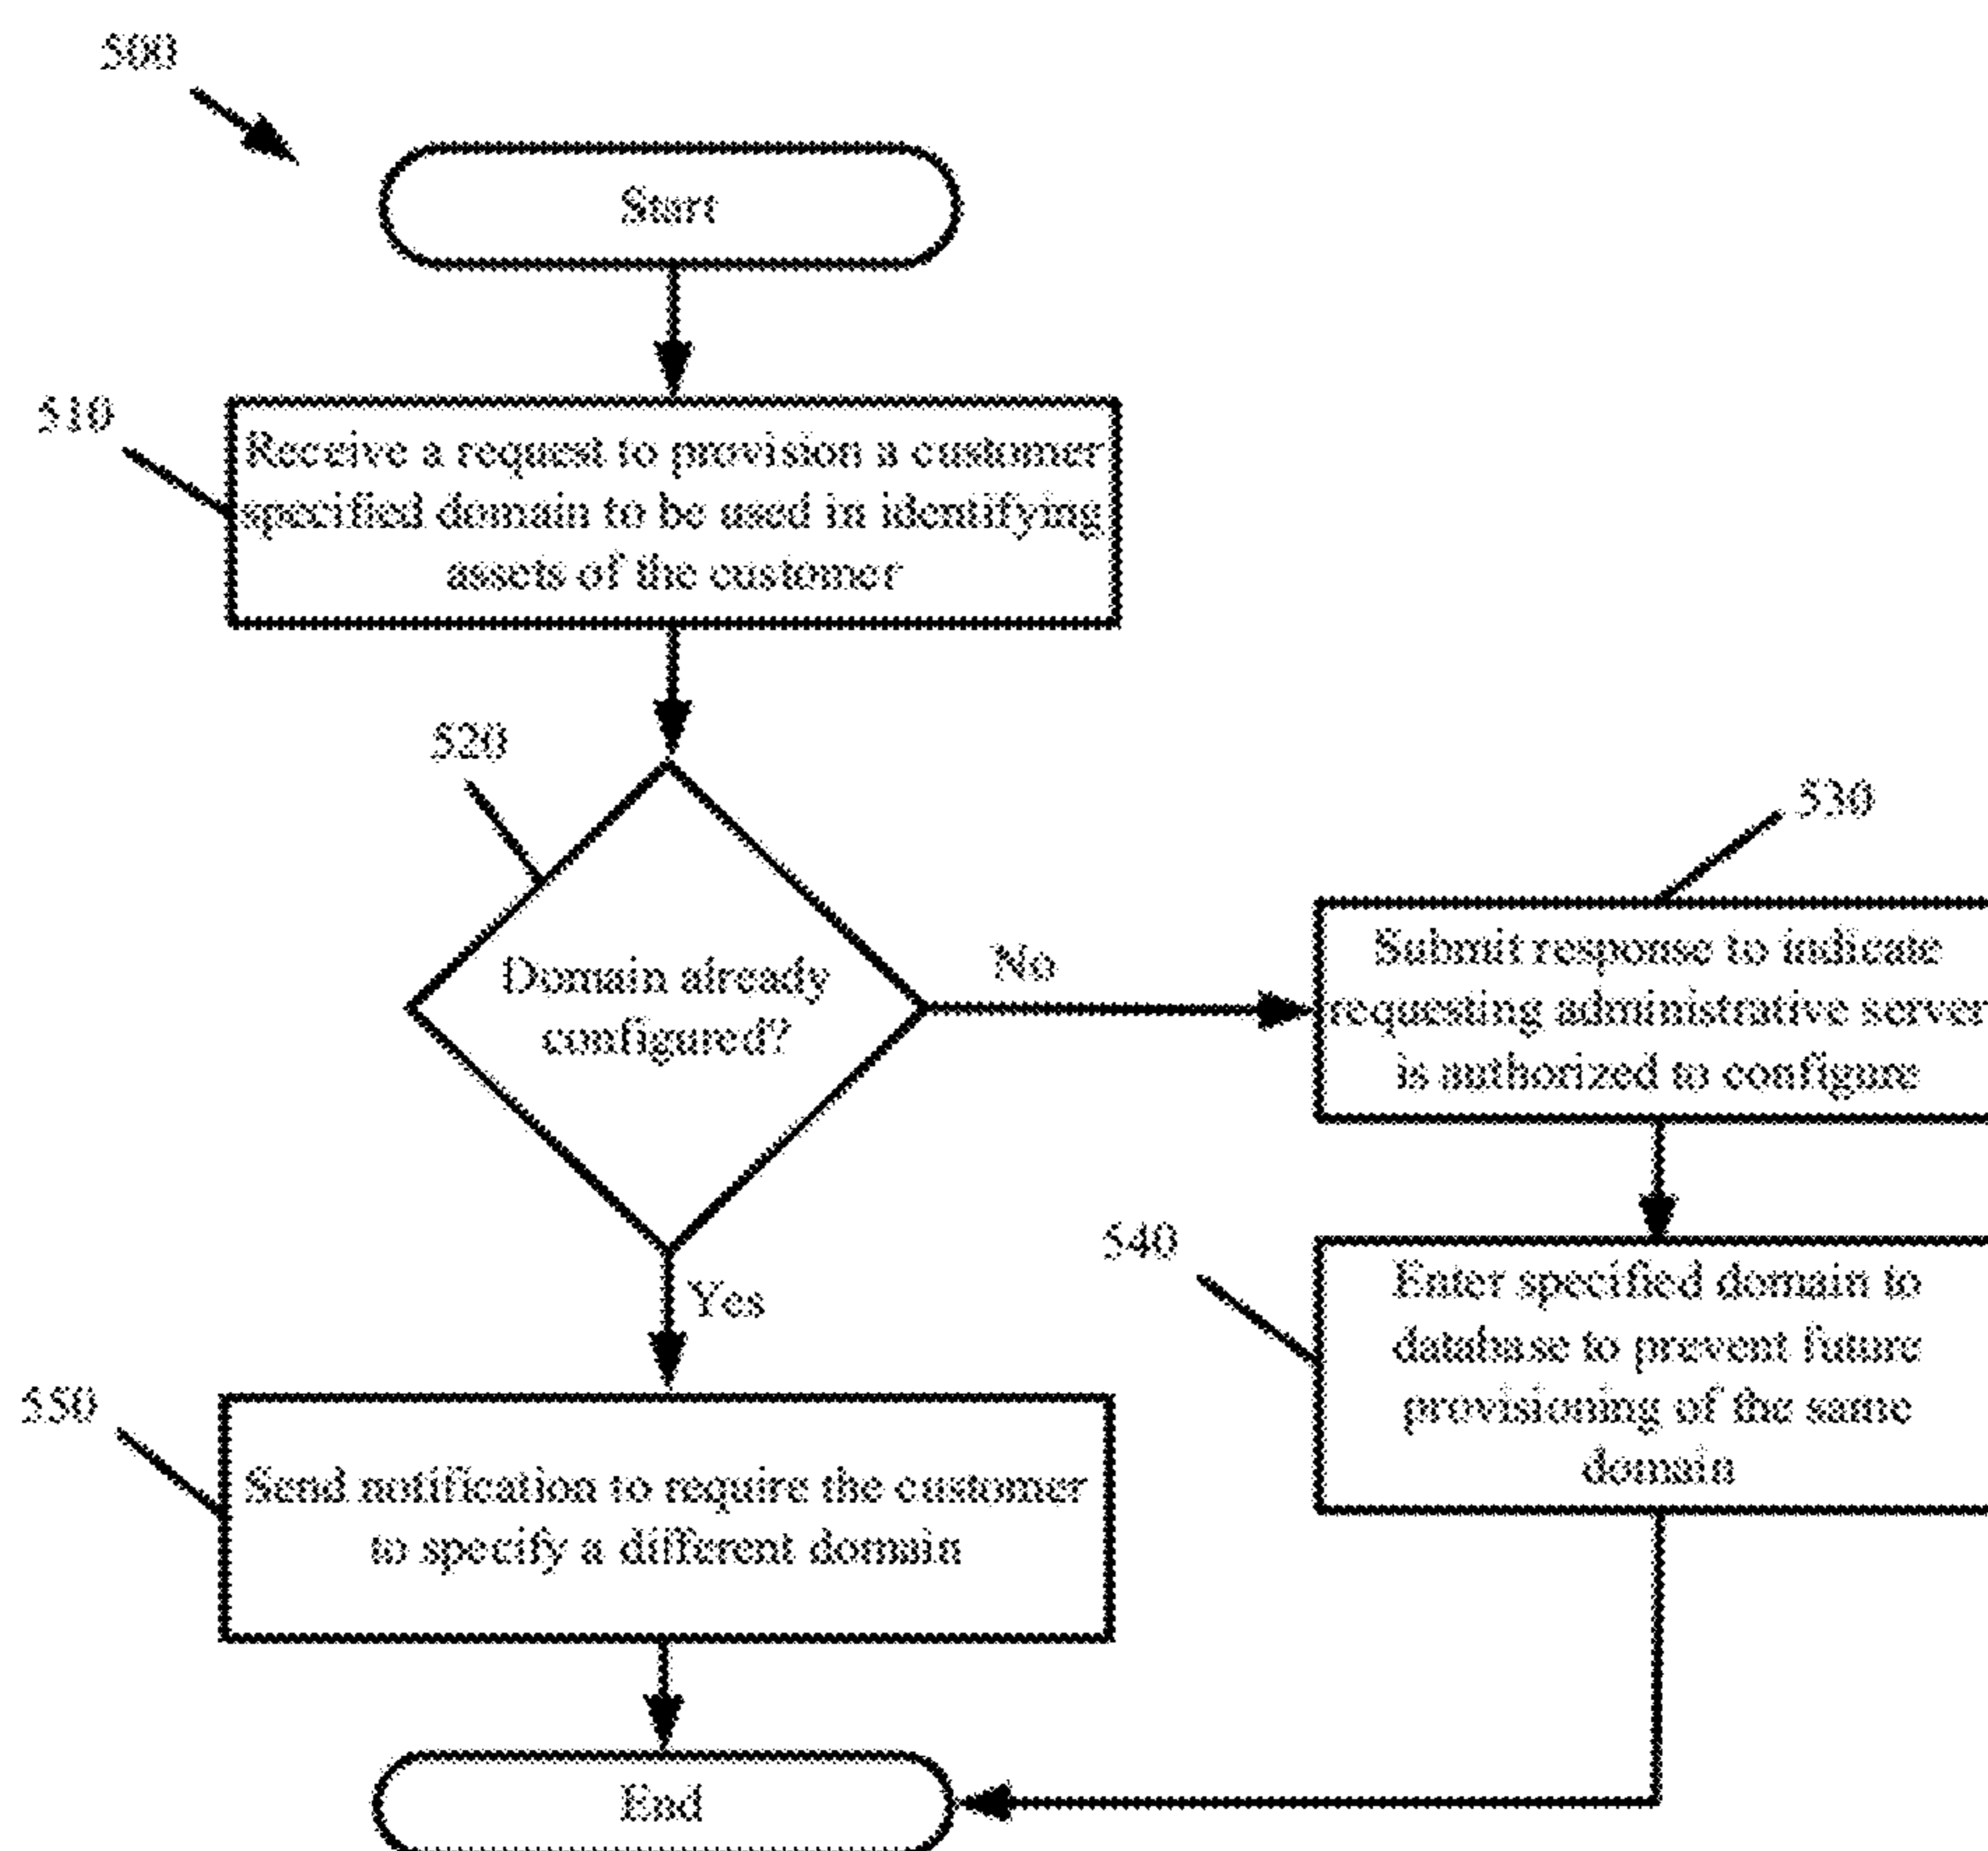 500
Start
510
Receive a request to provision a customer
specified domain to be used in identifying
assets of the customer
520
Domain already
configured?
No
530
Submit response to indicate
requesting administrative server
is authorized to configure
540
Enter specified domain to
database to prevent future
provisioning of the same
domain
Yes
550
Send notification to require the customer
to specify a different domain
End